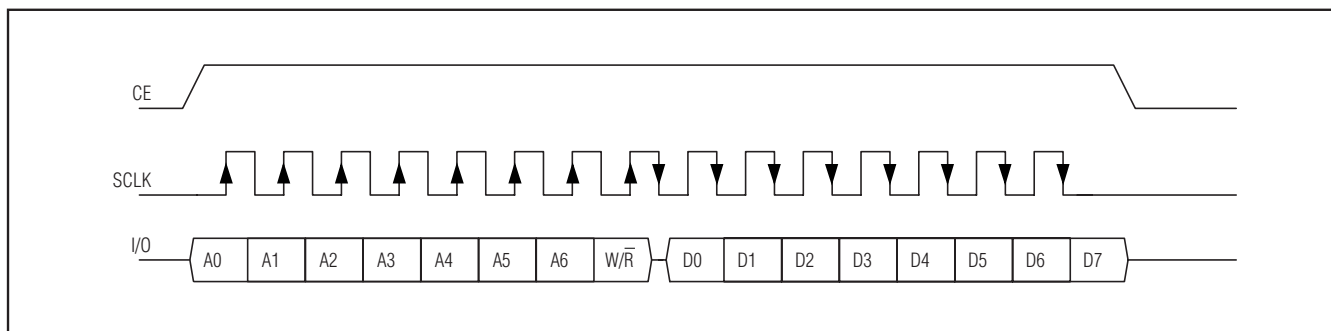 CE
SCLK
I/O A0 A1 A2 A3 A4 A5 A6 W/R̅ D0 D1 D2 D3 D4 D5 D6 D7